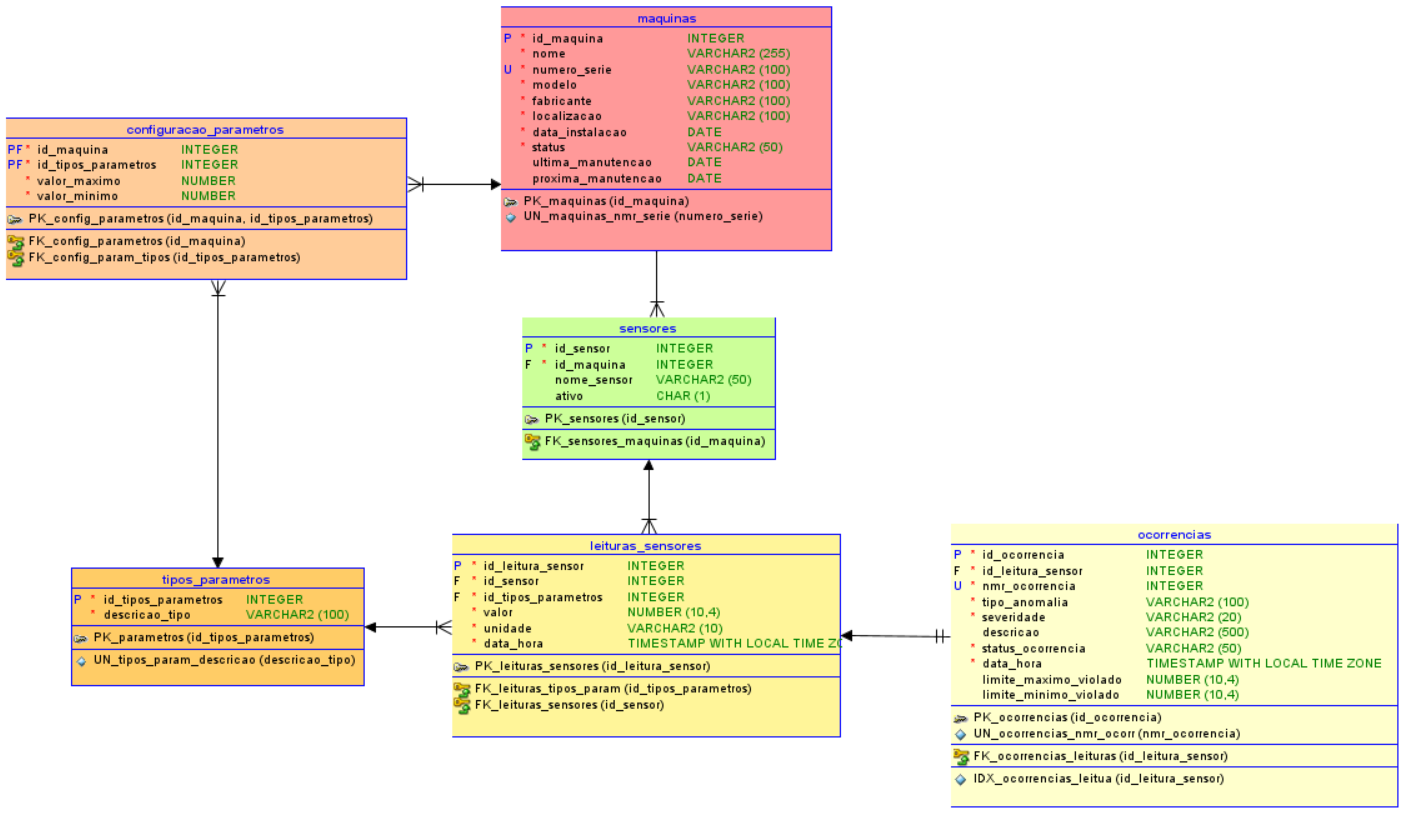 maquinas
P * id_maquina INTEGER
* nome VARCHAR2 (255)
U * numero_serie VARCHAR2 (100)
* modelo VARCHAR2 (100)
* fabricante VARCHAR2 (100)
* localizacao VARCHAR2 (100)
* data_instalacao DATE
* status VARCHAR2 (50)
ultima_manutencao DATE
proxima_manutencao DATE
PK_maquinas (id_maquina)
UN_maquinas_nmr_serie (numero_serie)
configuracao_parametros
PF * id_maquina INTEGER
PF * id_tipos_parametros INTEGER
* valor_maximo NUMBER
* valor_minimo NUMBER
PK_config_parametros (id_maquina, id_tipos_parametros)
FK_config_parametros (id_maquina)
FK_config_param_tipos (id_tipos_parametros)
sensores
P * id_sensor INTEGER
F * id_maquina INTEGER
nome_sensor VARCHAR2 (50)
ativo CHAR (1)
PK_sensores (id_sensor)
FK_sensores_maquinas (id_maquina)
tipos_parametros
P * id_tipos_parametros INTEGER
* descricao_tipo VARCHAR2 (100)
PK_parametros (id_tipos_parametros)
UN_tipos_param_descricao (descricao_tipo)
leituras_sensores
P * id_leitura_sensor INTEGER
F * id_sensor INTEGER
F * id_tipos_parametros INTEGER
* valor NUMBER (10,4)
* unidade VARCHAR2 (10)
* data_hora TIMESTAMP WITH LOCAL TIME ZO
PK_leituras_sensores (id_leitura_sensor)
FK_leituras_tipos_param (id_tipos_parametros)
FK_leituras_sensores (id_sensor)
ocorrencias
P * id_ocorrencia INTEGER
F * id_leitura_sensor INTEGER
U * nmr_ocorrencia INTEGER
* tipo_anomalia VARCHAR2 (100)
* severidade VARCHAR2 (20)
descricao VARCHAR2 (500)
* status_ocorrencia VARCHAR2 (50)
* data_hora TIMESTAMP WITH LOCAL TIME ZONE
limite_maximo_violado NUMBER (10,4)
limite_minimo_violado NUMBER (10,4)
PK_ocorrencias (id_ocorrencia)
UN_ocorrencias_nmr_ocorr (nmr_ocorrencia)
FK_ocorrencias_leituras (id_leitura_sensor)
IDX_ocorrencias_leitua (id_leitura_sensor)